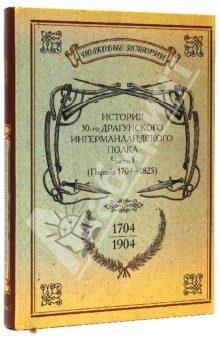 ПОЛКОВЫЕ ИСТОРИИ
ИСТОРИЯ
30-го ДРАГУНСКОГО
ИНГЕРМАНЛАНДСКОГО
ПОЛКА
Часть I
(Период 1704-1825)
1704
1904